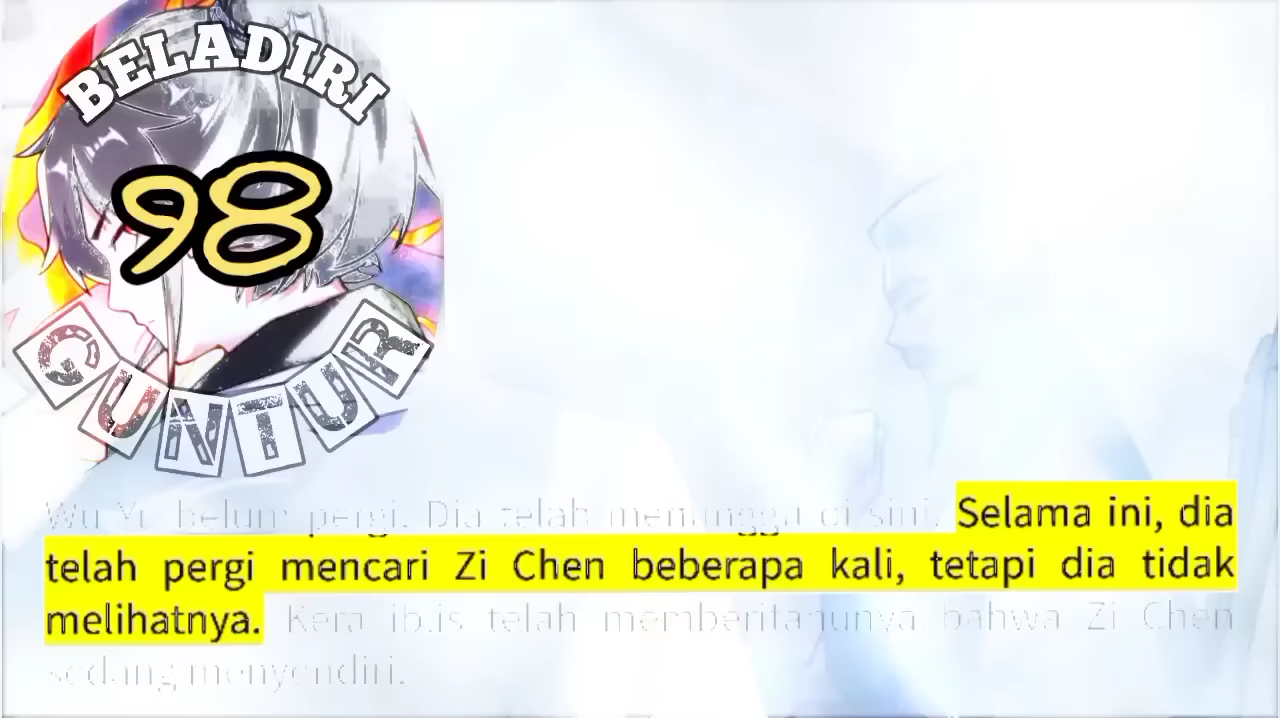 BELADIRI
98
GUNTUR
Wu Yu belum pergi. Dia telah menunggu di sini. Selama ini, dia
telah pergi mencari Zi Chen beberapa kali, tetapi dia tidak
melihatnya. Kera iblis telah memberitahunya bahwa Zi Chen
sedang menyendiri.